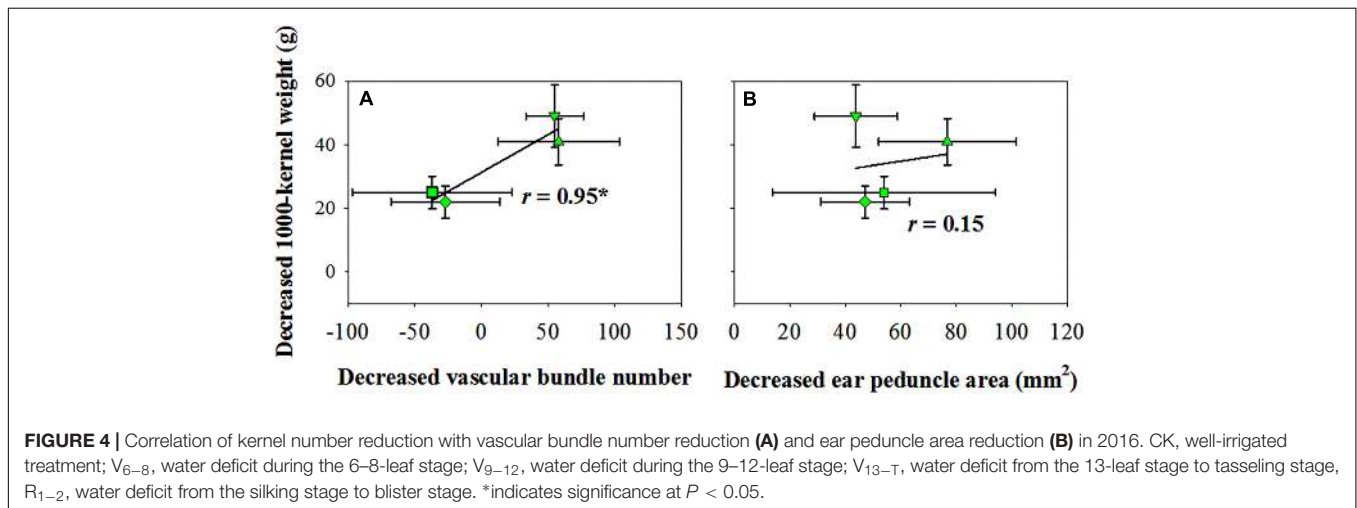 Decreased 1000-kernel weight (g)
60
40
20
0
A
r = 0.95*
-100 -50 0 50 100 150
Decreased vascular bundle number
B
r = 0.15
0 20 40 60 80 100 120
Decreased ear peduncle area (mm²)
FIGURE 4 | Correlation of kernel number reduction with vascular bundle number reduction (A) and ear peduncle area reduction (B) in 2016. CK, well-irrigated
treatment; V₆₋₈, water deficit during the 6–8-leaf stage; V₉₋₁₂, water deficit during the 9–12-leaf stage; V₁₃₋T, water deficit from the 13-leaf stage to tasseling stage,
R₁₋₂, water deficit from the silking stage to blister stage. *indicates significance at P < 0.05.